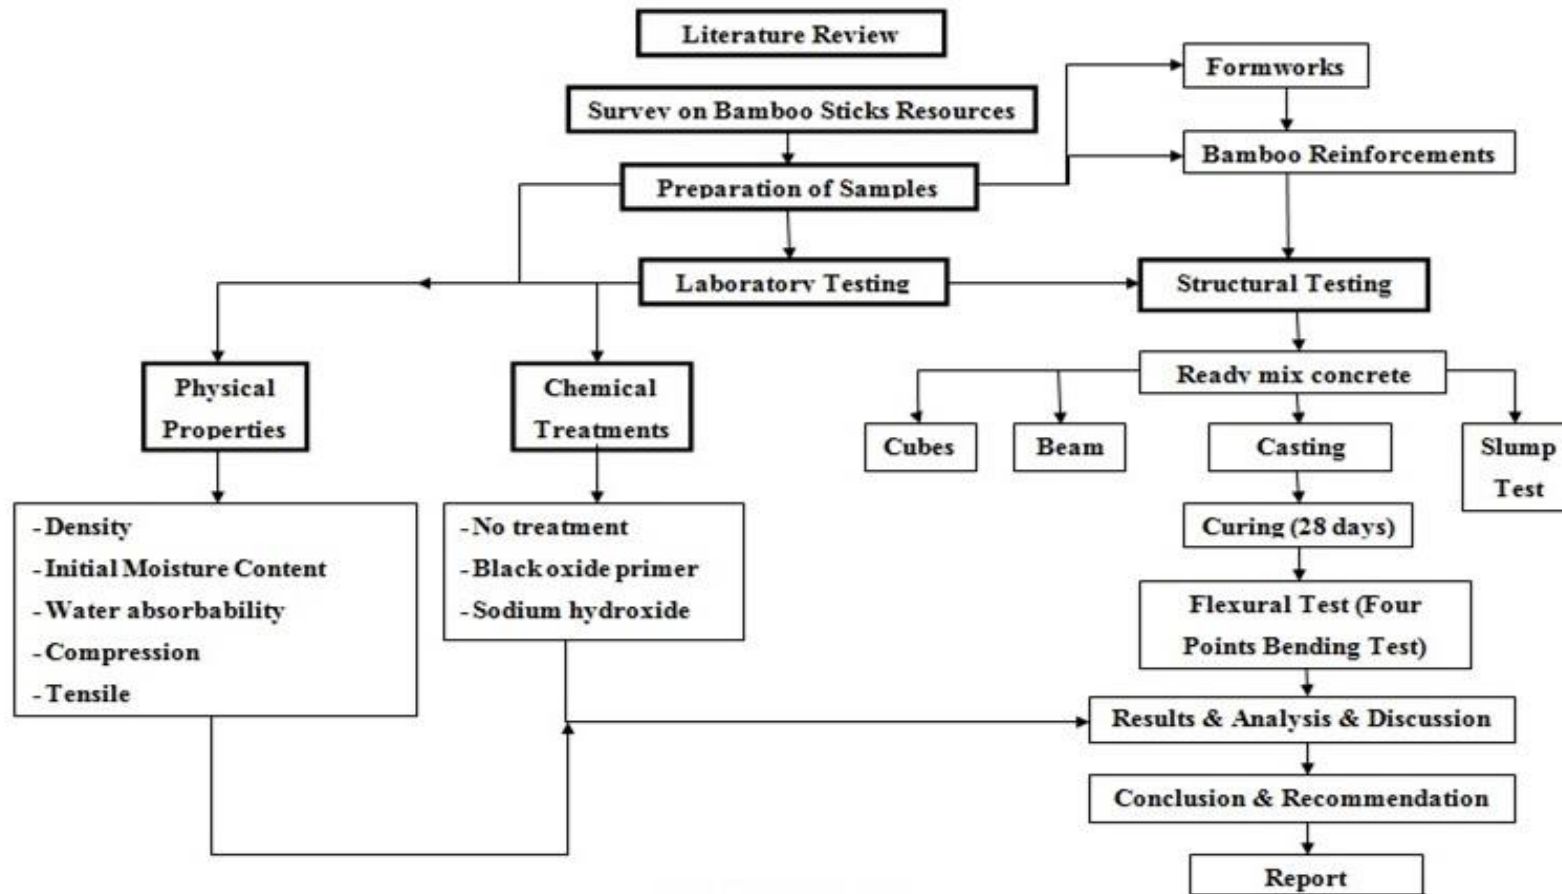 Literature Review
Formworks
Survey on Bamboo Sticks Resources
Bamboo Reinforcements
Preparation of Samples
Laboratory Testing
Structural Testing
Physical
Properties
Chemical
Treatments
Ready mix concrete
Cubes
Beam
Casting
Slump
Test
- Density
- Initial Moisture Content
- Water absorbability
- Compression
- Tensile
- No treatment
- Black oxide primer
- Sodium hydroxide
Curing (28 days)
Flexural Test (Four
Points Bending Test)
Results & Analysis & Discussion
Conclusion & Recommendation
Report